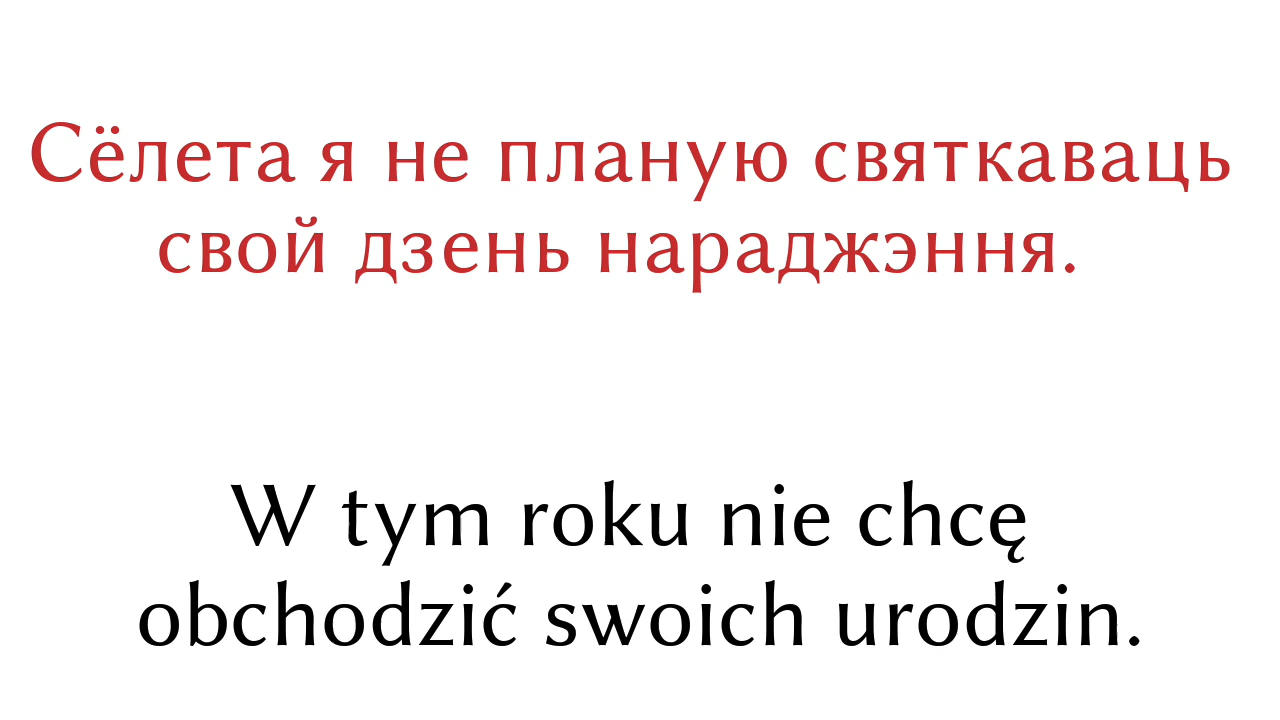 Сёлета я не планую святкаваць
свой дзень нараджэння.
W tym roku nie chcę
obchodzić swoich urodzin.